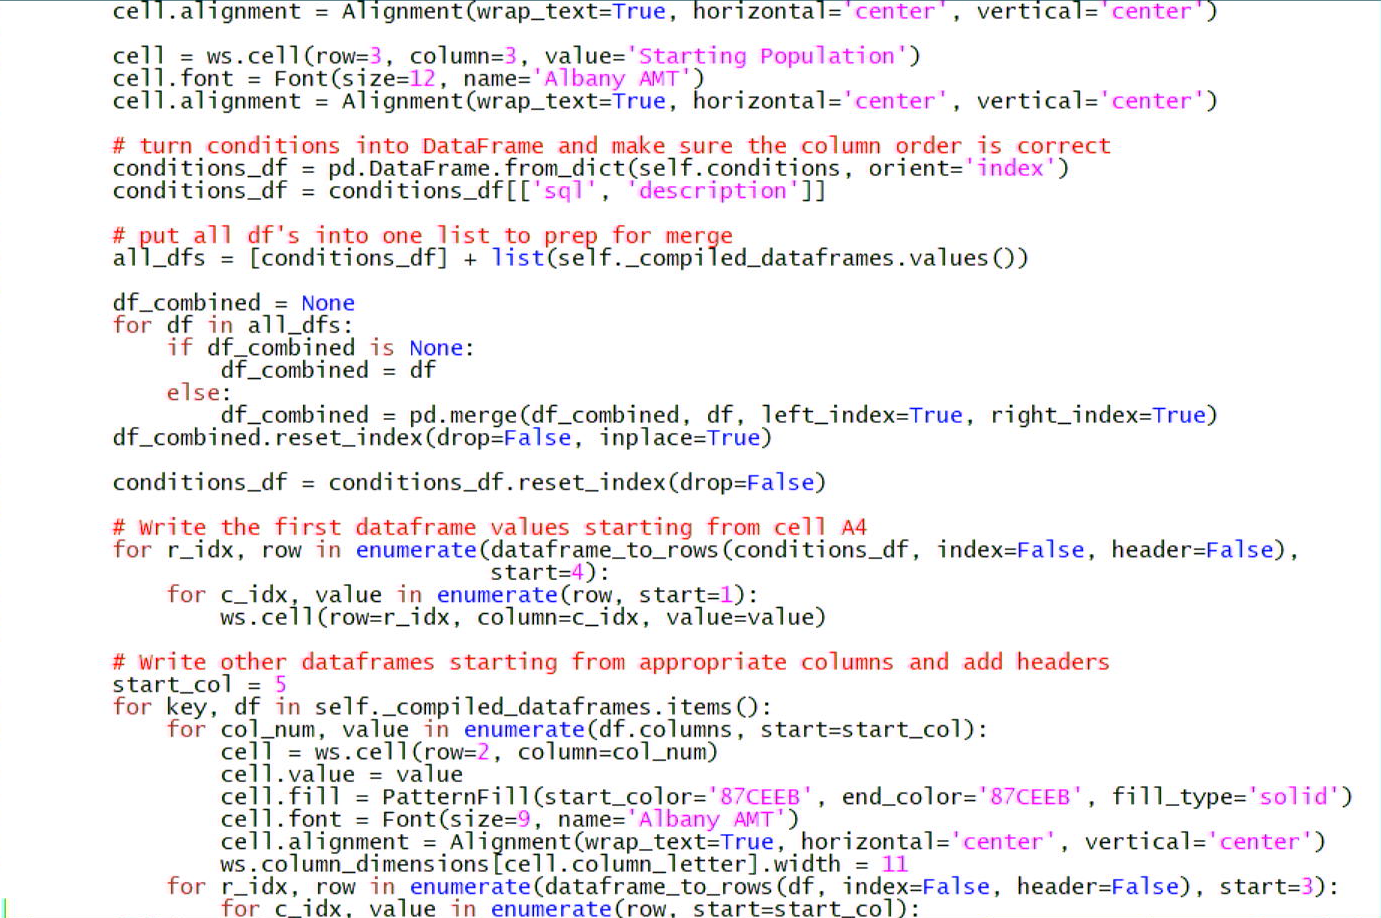 cell.alignment = Alignment(wrap_text=True, horizontal='center', vertical='center')
cell = ws.cell(row=3, column=3, value='Starting Population')
cell.font = Font(size=12, name='Albany AMT')
cell.alignment = Alignment(wrap_text=True, horizontal='center', vertical='center')
# turn conditions into DataFrame and make sure the column order is correct
conditions_df = pd.DataFrame.from_dict(self.conditions, orient='index')
conditions_df = conditions_df[['sql', 'description']]
# put all df's into one list to prep for merge
all_dfs = [conditions_df] + list(self._compiled_dataframes.values())
df_combined = None
for df in all_dfs:
    if df_combined is None:
        df_combined = df
    else:
        df_combined = pd.merge(df_combined, df, left_index=True, right_index=True)
df_combined.reset_index(drop=False, inplace=True)
conditions_df = conditions_df.reset_index(drop=False)
# Write the first dataframe values starting from cell A4
for r_idx, row in enumerate(dataframe_to_rows(conditions_df, index=False, header=False),
                            start=4):
    for c_idx, value in enumerate(row, start=1):
        ws.cell(row=r_idx, column=c_idx, value=value)
# Write other dataframes starting from appropriate columns and add headers
start_col = 5
for key, df in self._compiled_dataframes.items():
    for col_num, value in enumerate(df.columns, start=start_col):
        cell = ws.cell(row=2, column=col_num)
        cell.value = value
        cell.fill = PatternFill(start_color='87CEEB', end_color='87CEEB', fill_type='solid')
        cell.font = Font(size=9, name='Albany AMT')
        cell.alignment = Alignment(wrap_text=True, horizontal='center', vertical='center')
        ws.column_dimensions[cell.column_letter].width = 11
    for r_idx, row in enumerate(dataframe_to_rows(df, index=False, header=False), start=3):
        for c_idx, value in enumerate(row, start=start_col):